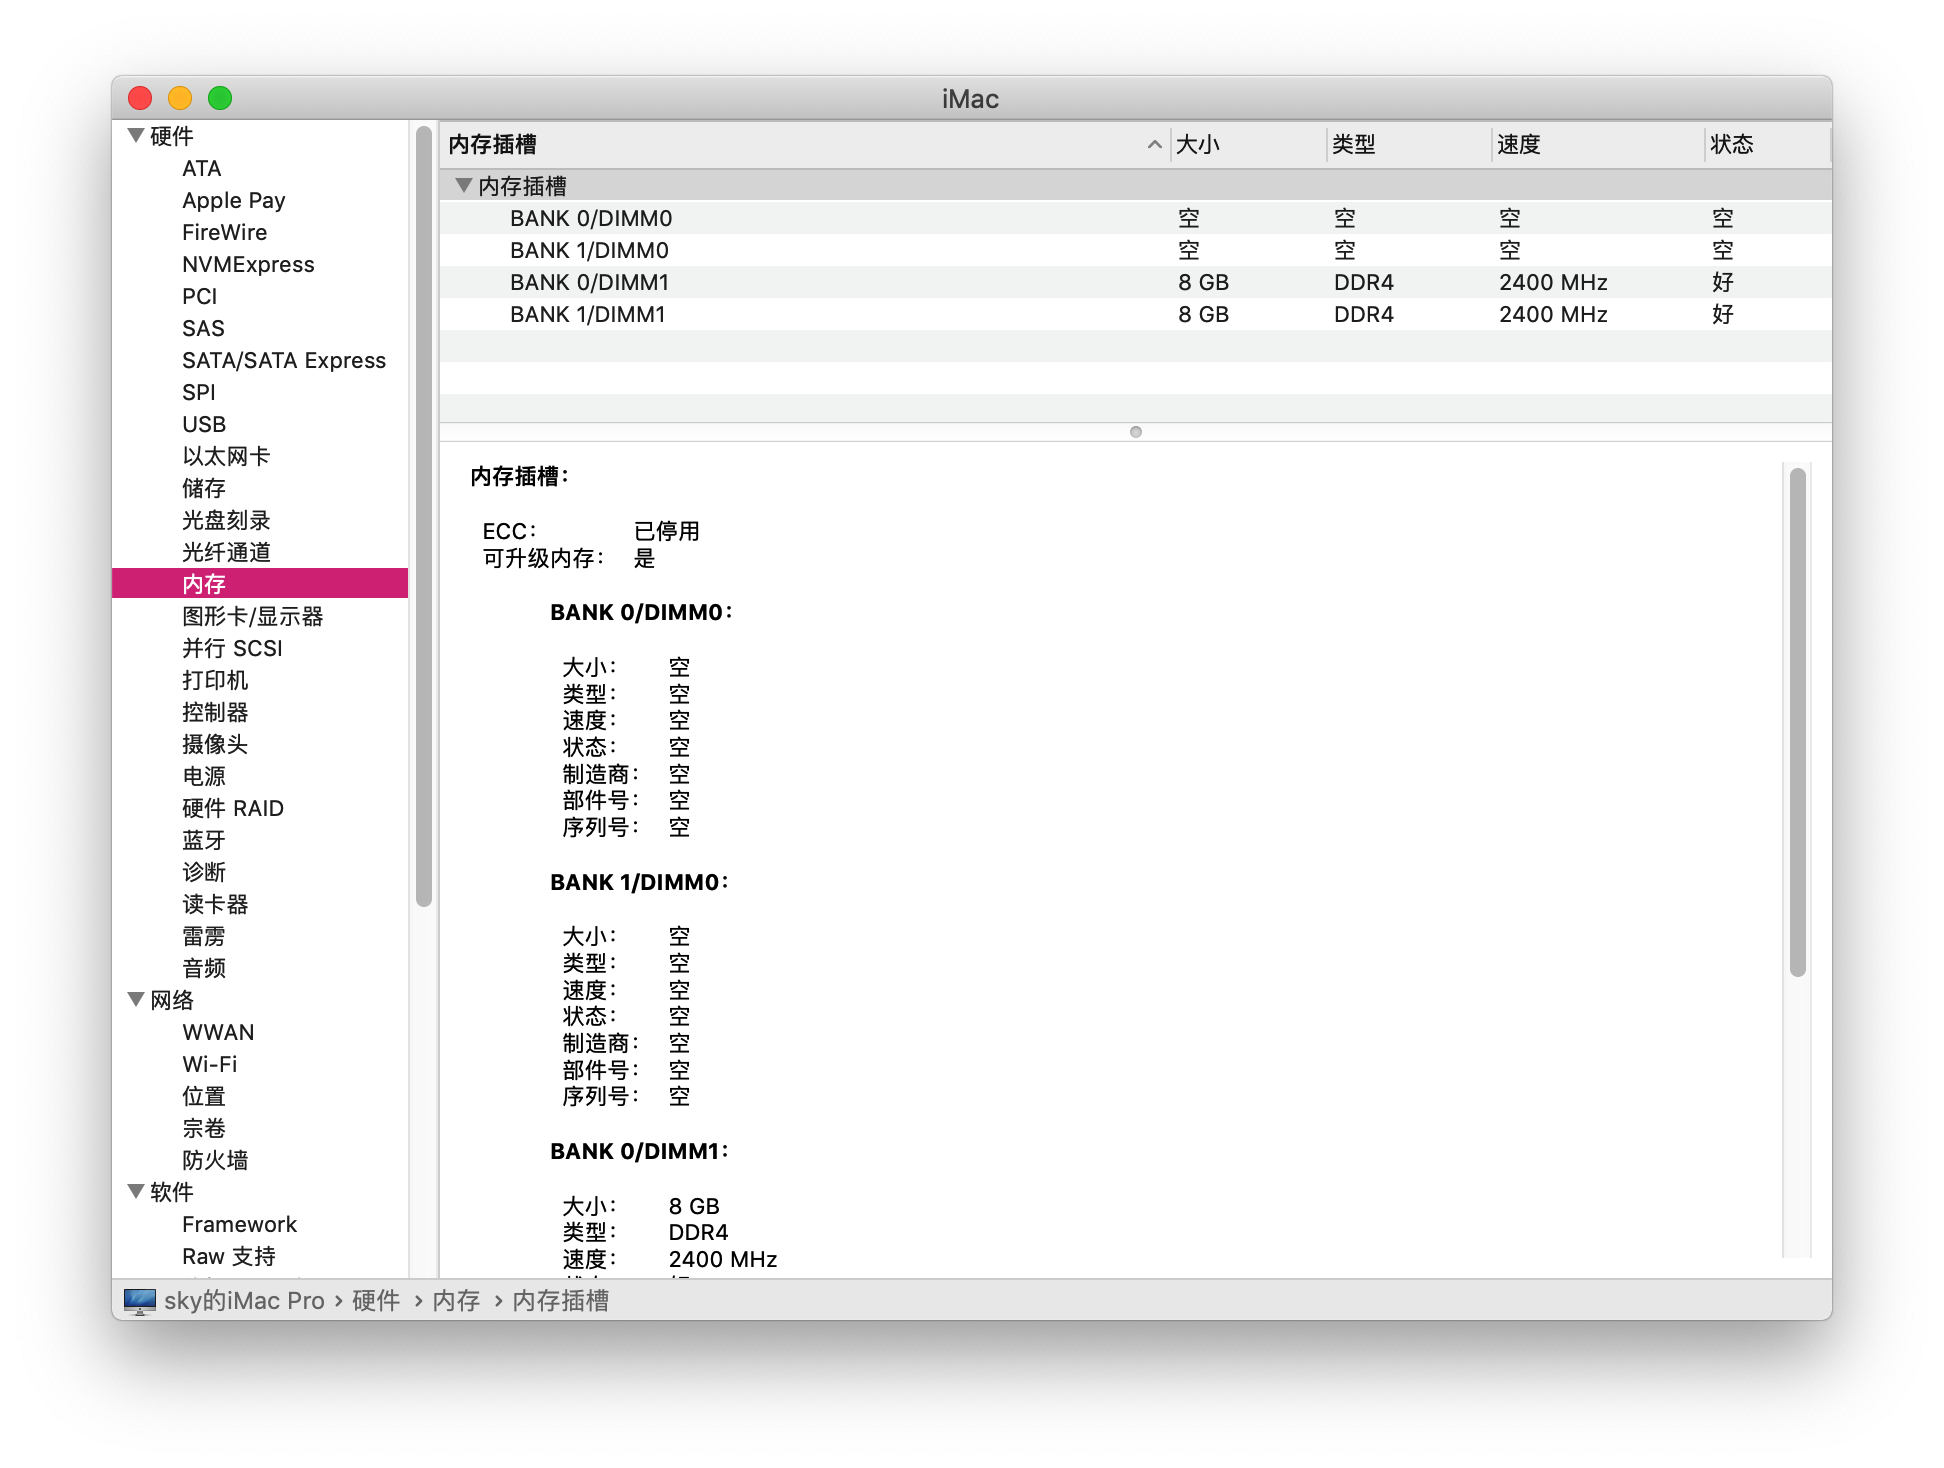 iMac
硬件
ATA
Apple Pay
FireWire
NVMExpress
PCI
SAS
SATA/SATA Express
SPI
USB
以太网卡
储存
光盘刻录
光纤通道
内存
图形卡/显示器
并行 SCSI
打印机
控制器
摄像头
电源
硬件 RAID
蓝牙
诊断
读卡器
雷雳
音频
网络
WWAN
Wi-Fi
位置
宗卷
防火墙
软件
Framework
Raw 支持
内存插槽 大小 类型 速度 状态
内存插槽
BANK 0/DIMM0 空 空 空 空
BANK 1/DIMM0 空 空 空 空
BANK 0/DIMM1 8 GB DDR4 2400 MHz 好
BANK 1/DIMM1 8 GB DDR4 2400 MHz 好
内存插槽：
ECC： 已停用
可升级内存： 是
BANK 0/DIMM0：
大小： 空
类型： 空
速度： 空
状态： 空
制造商： 空
部件号： 空
序列号： 空
BANK 1/DIMM0：
大小： 空
类型： 空
速度： 空
状态： 空
制造商： 空
部件号： 空
序列号： 空
BANK 0/DIMM1：
大小： 8 GB
类型： DDR4
速度： 2400 MHz
sky的iMac Pro › 硬件 › 内存 › 内存插槽